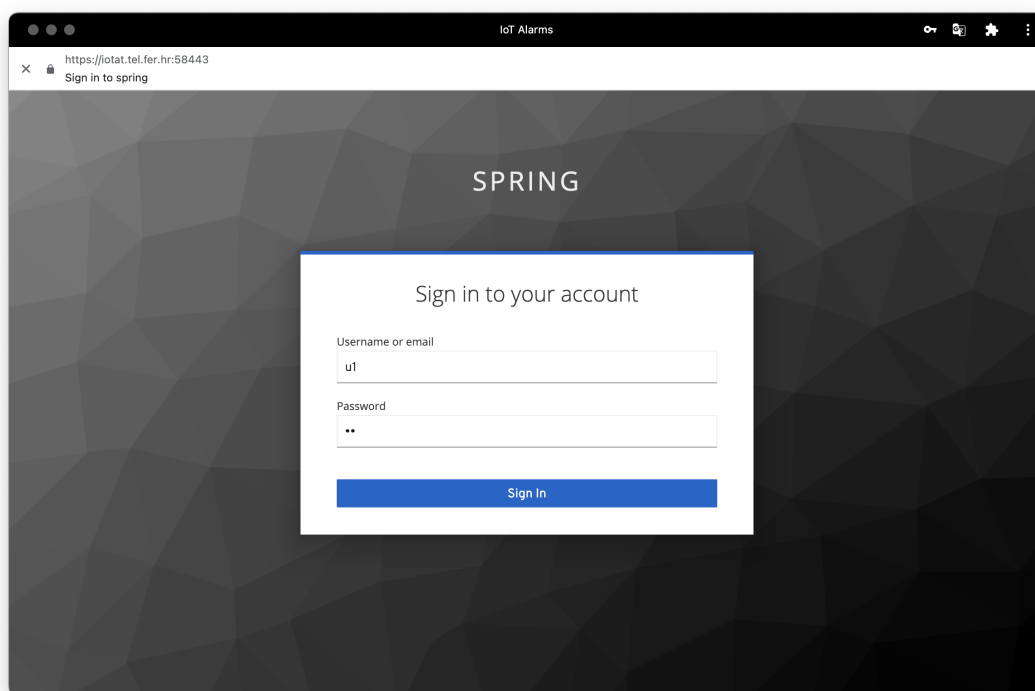 IoT Alarms
https://iotat.tel.fer.hr:58443
Sign in to spring
SPRING
Sign in to your account
Username or email
u1
Password
••
Sign In